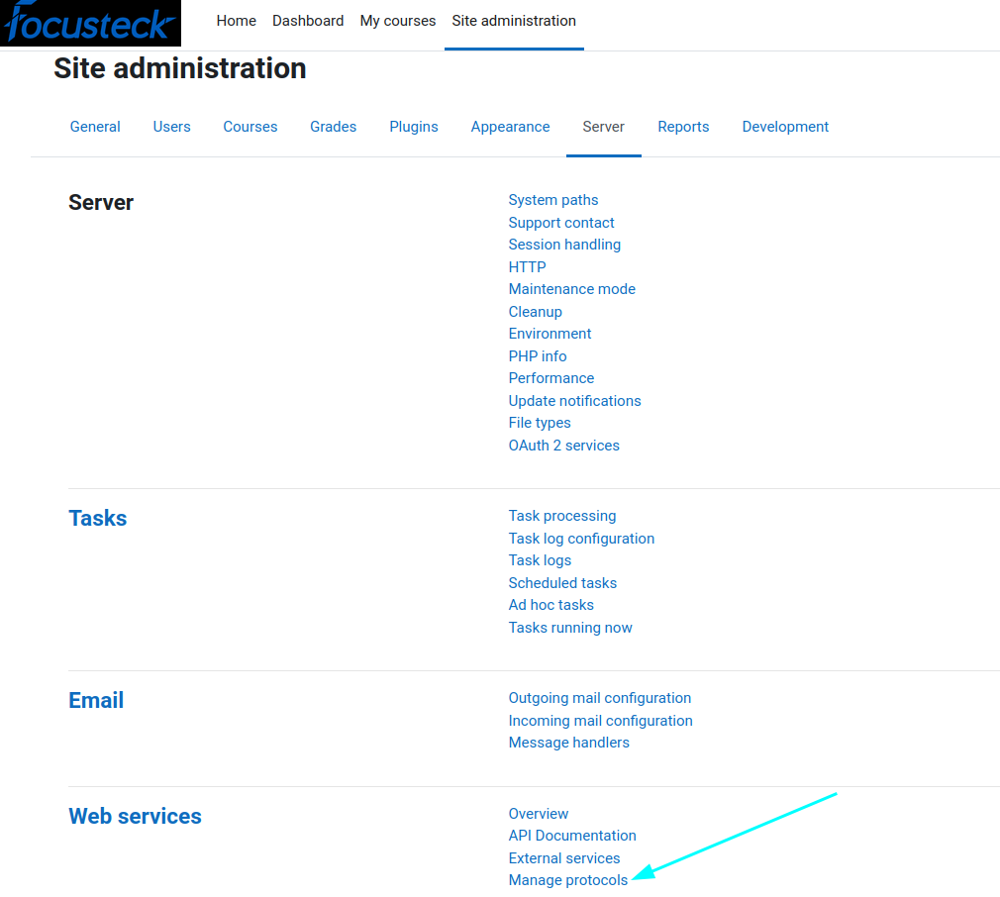 Focusteck
Home Dashboard My courses Site administration
Site administration
General Users Courses Grades Plugins Appearance Server Reports Development
Server
System paths
Support contact
Session handling
HTTP
Maintenance mode
Cleanup
Environment
PHP info
Performance
Update notifications
File types
OAuth 2 services
Tasks
Task processing
Task log configuration
Task logs
Scheduled tasks
Ad hoc tasks
Tasks running now
Email
Outgoing mail configuration
Incoming mail configuration
Message handlers
Web services
Overview
API Documentation
External services
Manage protocols